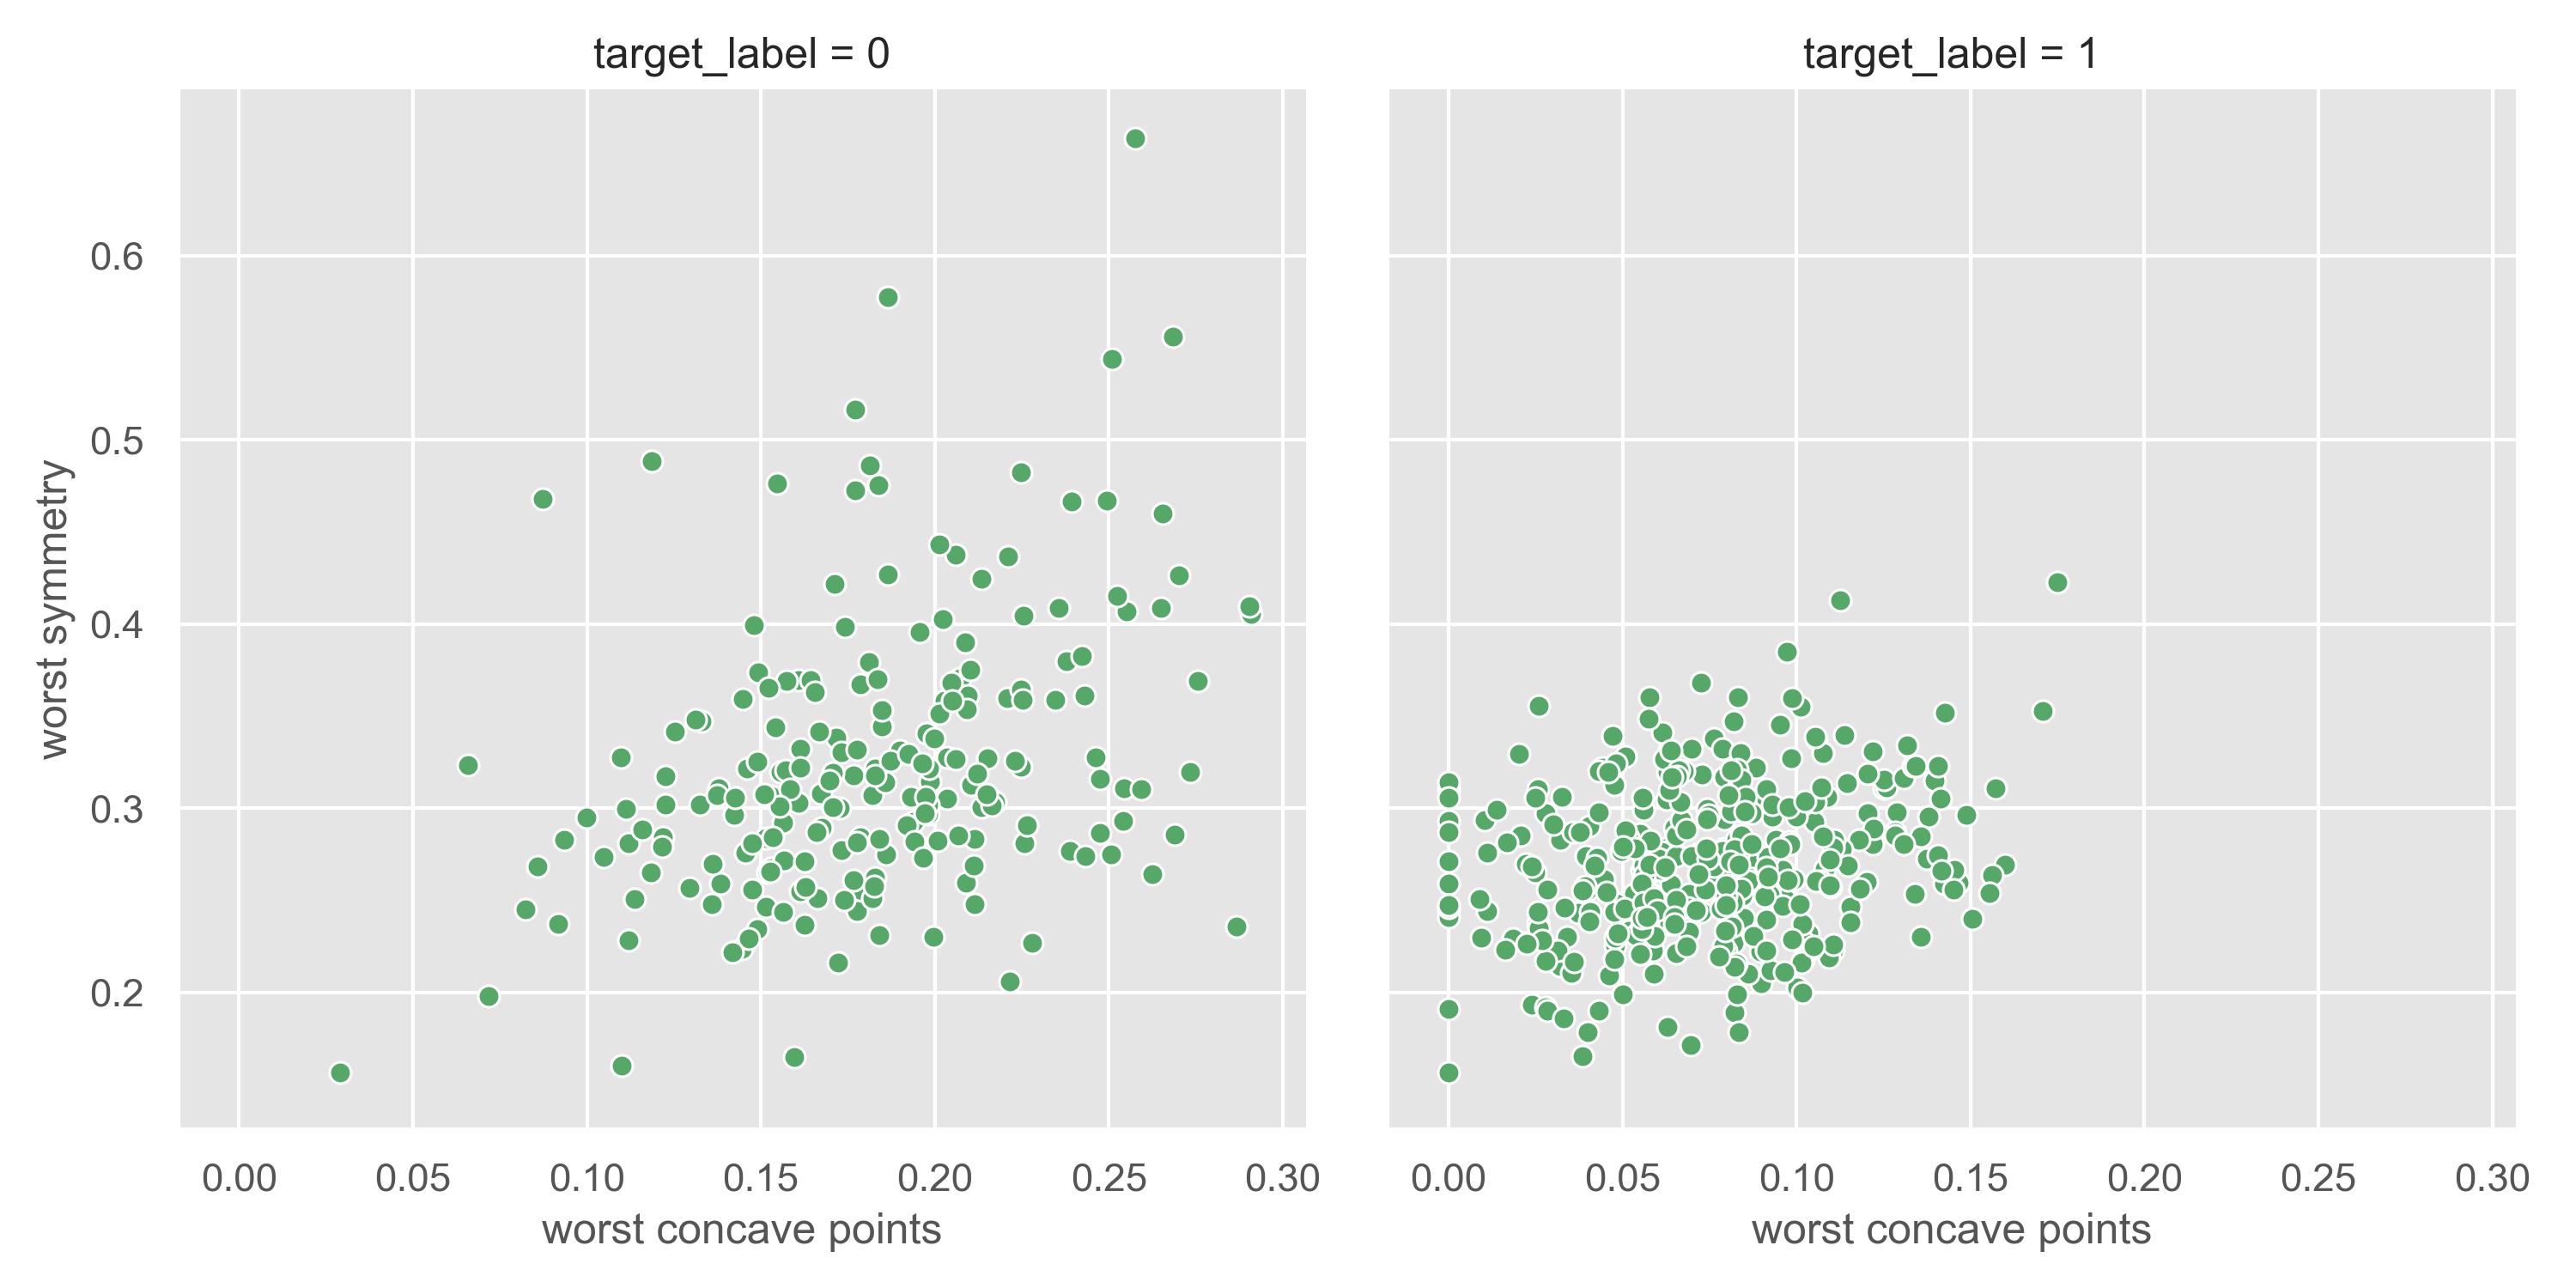 target_label = 0
target_label = 1
worst symmetry
0.6
0.5
0.4
0.3
0.2
0.00 0.05 0.10 0.15 0.20 0.25 0.30
0.00 0.05 0.10 0.15 0.20 0.25 0.30
worst concave points
worst concave points